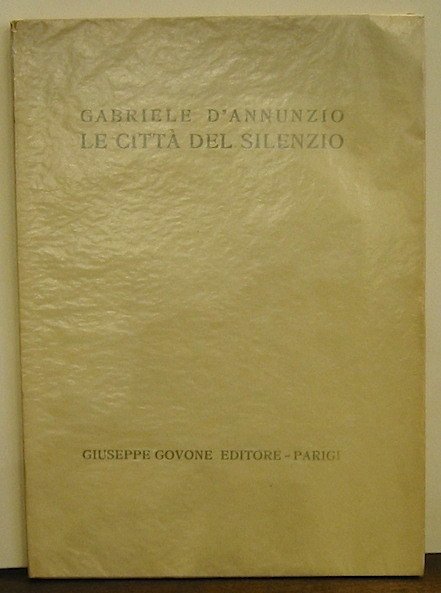 GABRIELE D'ANNUNZIO
LE CITTÀ DEL SILENZIO
GIUSEPPE GOVONE EDITORE - PARIGI